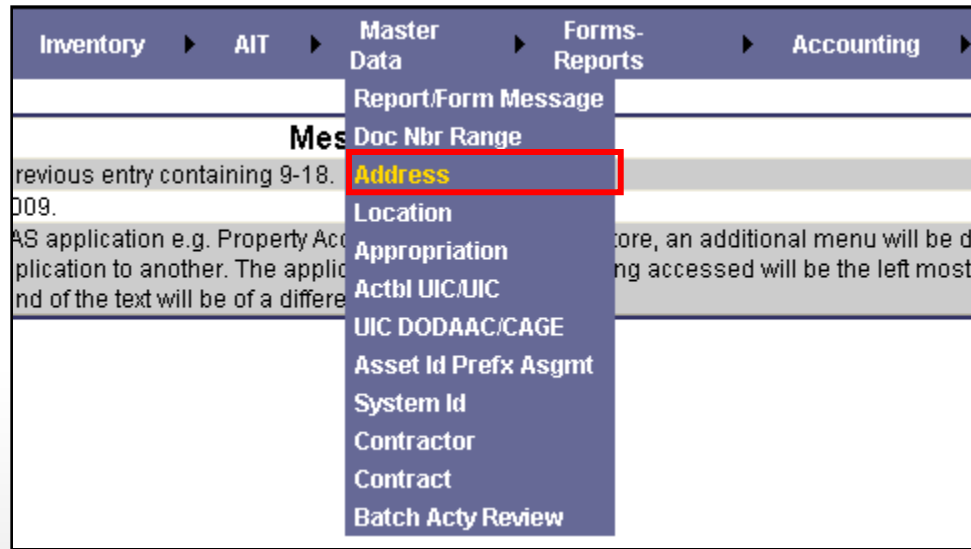 Inventory AIT Master Data Forms-Reports Accounting
Report/Form Message
Mes Doc Nbr Range
revious entry containing 9-18. Address
009. Location
AS application e.g. Property Acc Appropriation tore, an additional menu will be d
plication to another. The applic Actbl UIC/UIC ng accessed will be the left most
nd of the text will be of a differe
UIC DODAAC/CAGE
Asset Id Prefx Asgmt
System Id
Contractor
Contract
Batch Acty Review